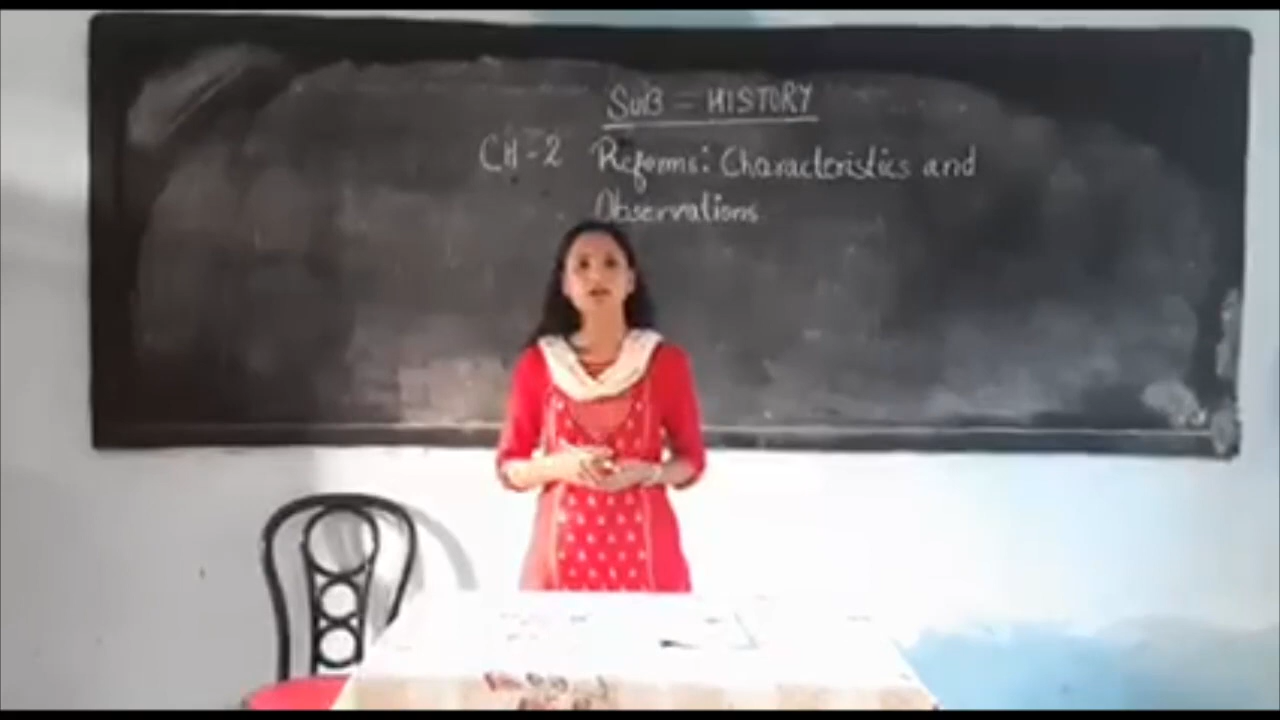 SUB - HISTORY
CH-2 Reforms: Characteristics and
Observations